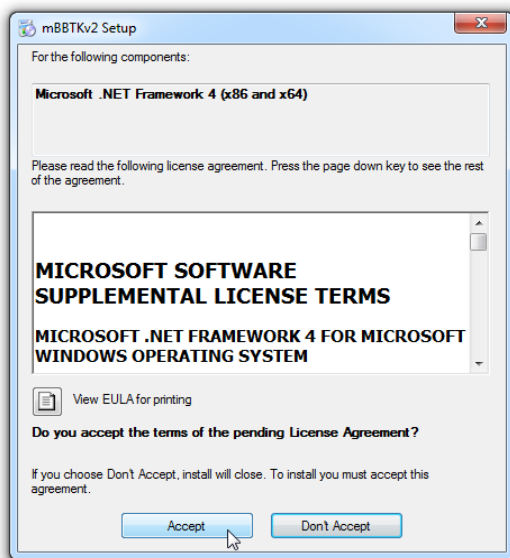 mBBTKv2 Setup
For the following components:
Microsoft .NET Framework 4 (x86 and x64)
Please read the following license agreement. Press the page down key to see the rest
of the agreement.
MICROSOFT SOFTWARE
SUPPLEMENTAL LICENSE TERMS
MICROSOFT .NET FRAMEWORK 4 FOR MICROSOFT
WINDOWS OPERATING SYSTEM
View EULA for printing
Do you accept the terms of the pending License Agreement?
If you choose Don't Accept, install will close. To install you must accept this
agreement.
Accept
Don't Accept